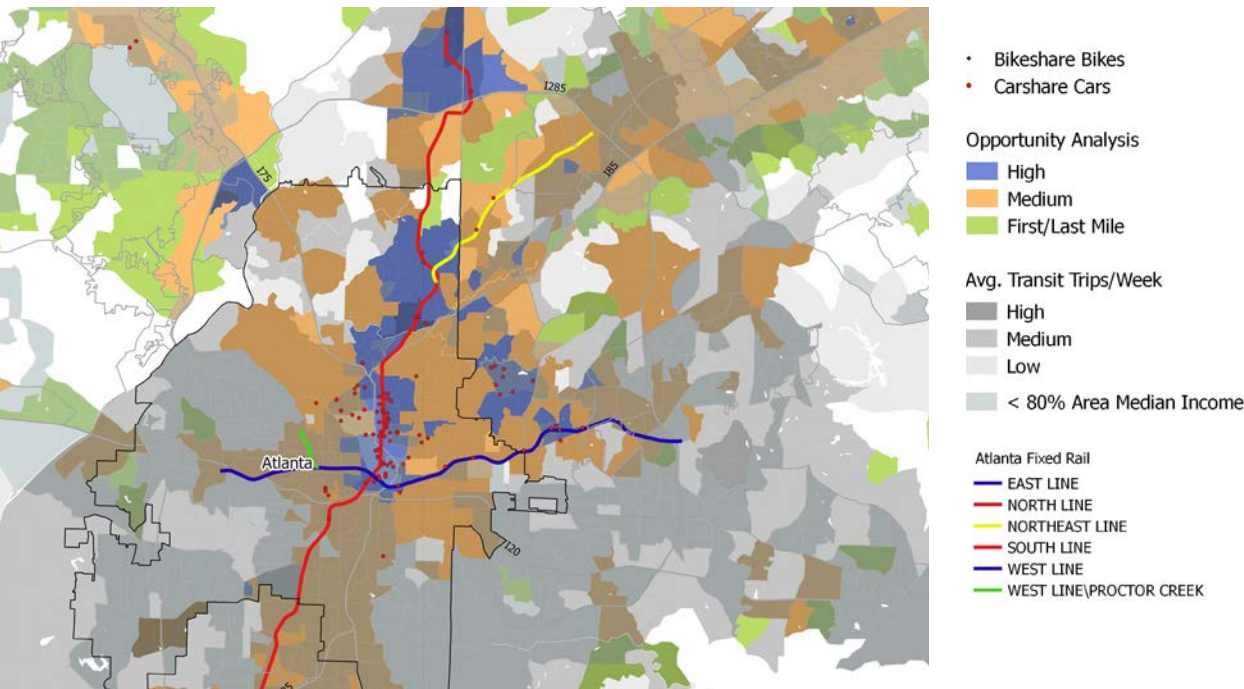 I285
I75
I85
Atlanta
I20
Bikeshare Bikes
Carshare Cars
Opportunity Analysis
High
Medium
First/Last Mile
Avg. Transit Trips/Week
High
Medium
Low
< 80% Area Median Income
Atlanta Fixed Rail
EAST LINE
NORTH LINE
NORTHEAST LINE
SOUTH LINE
WEST LINE
WEST LINE\PROCTOR CREEK